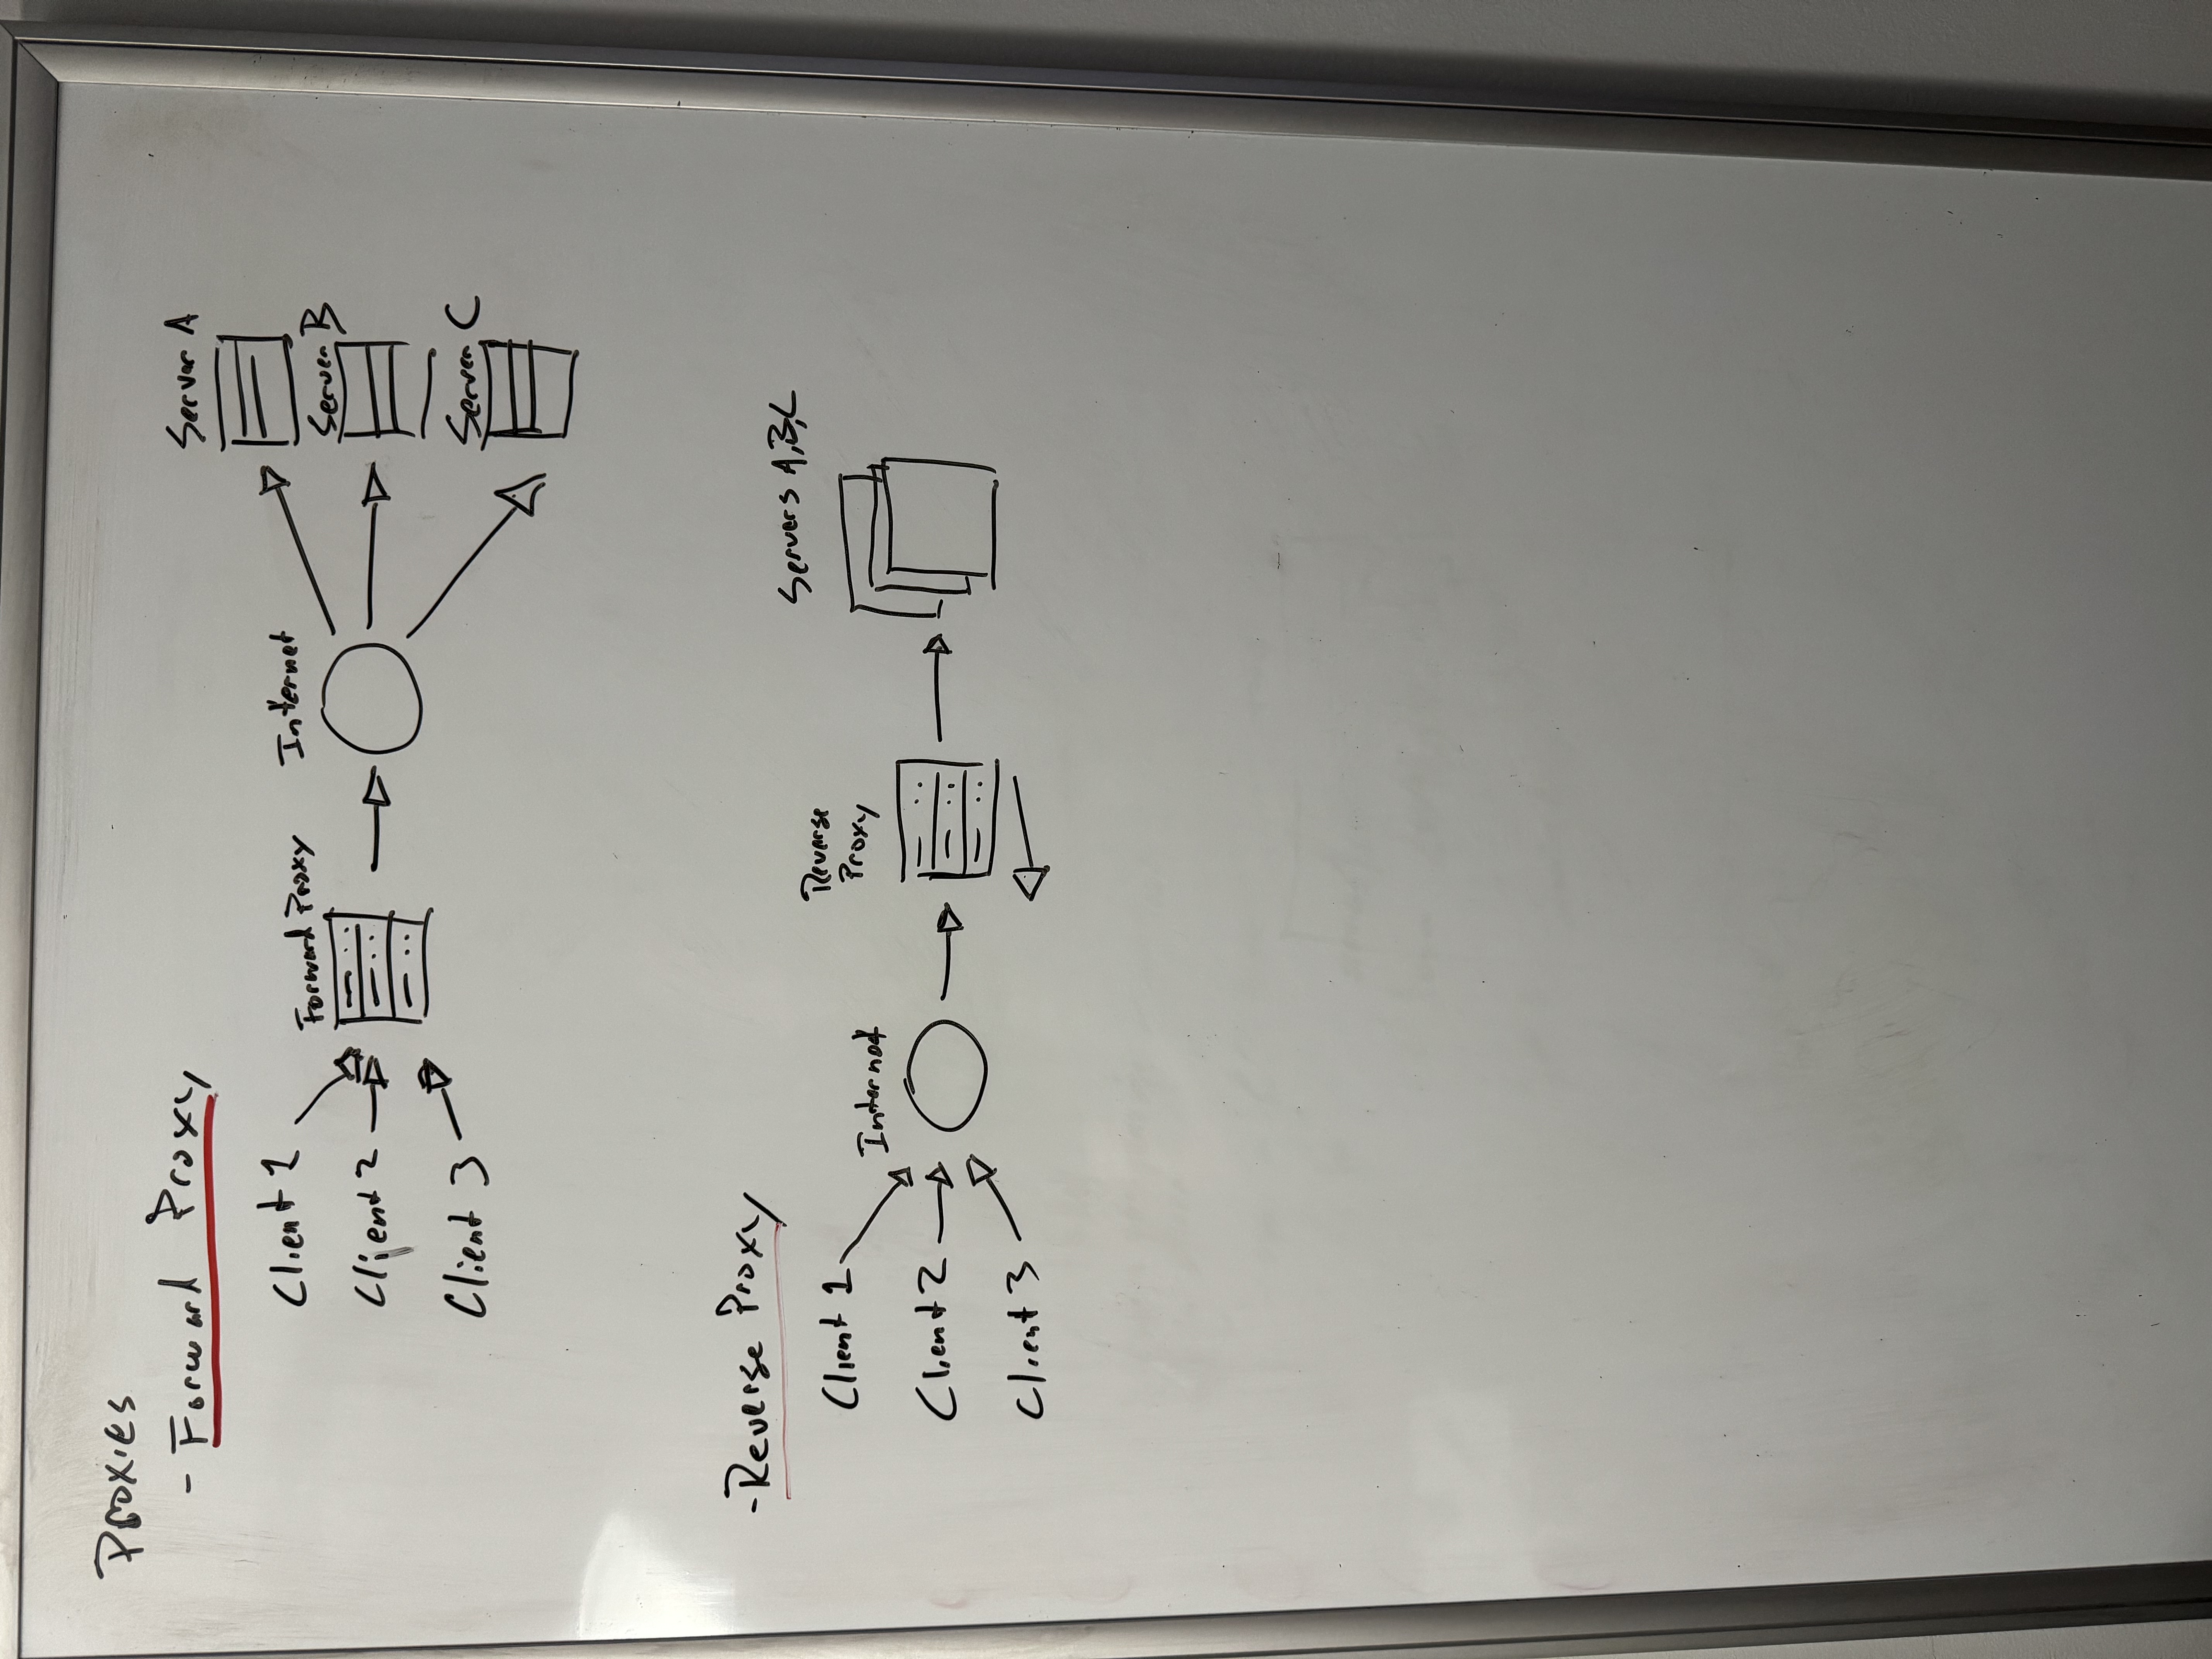 Proxies
- Forward Proxy
Client 1
Client 2
Client 3
Forward Proxy
Internet
Server A
Server B
Server C
- Reverse Proxy
Client 1
Client 2
Client 3
Internet
Reverse
Proxy
Servers A,B,C